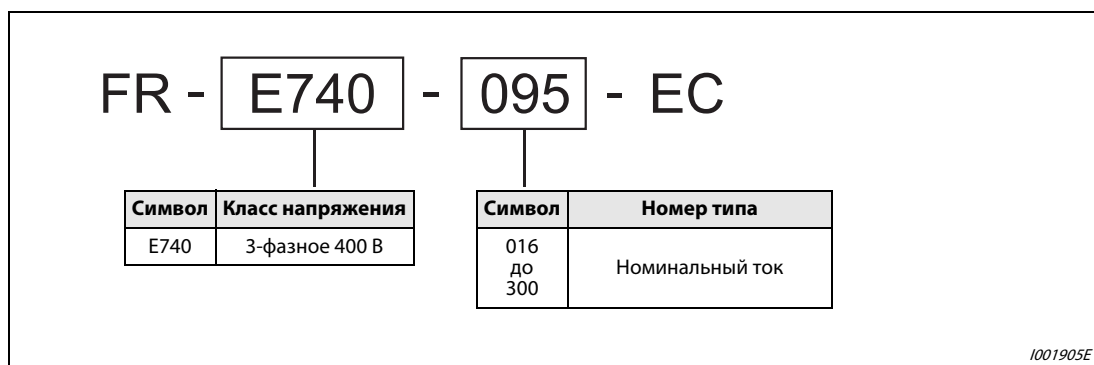 FR - E740 - 095 - EC
Символ Класс напряжения
E740 3-фазное 400 В
Символ Номер типа
016
до
300
Номинальный ток
I001905E